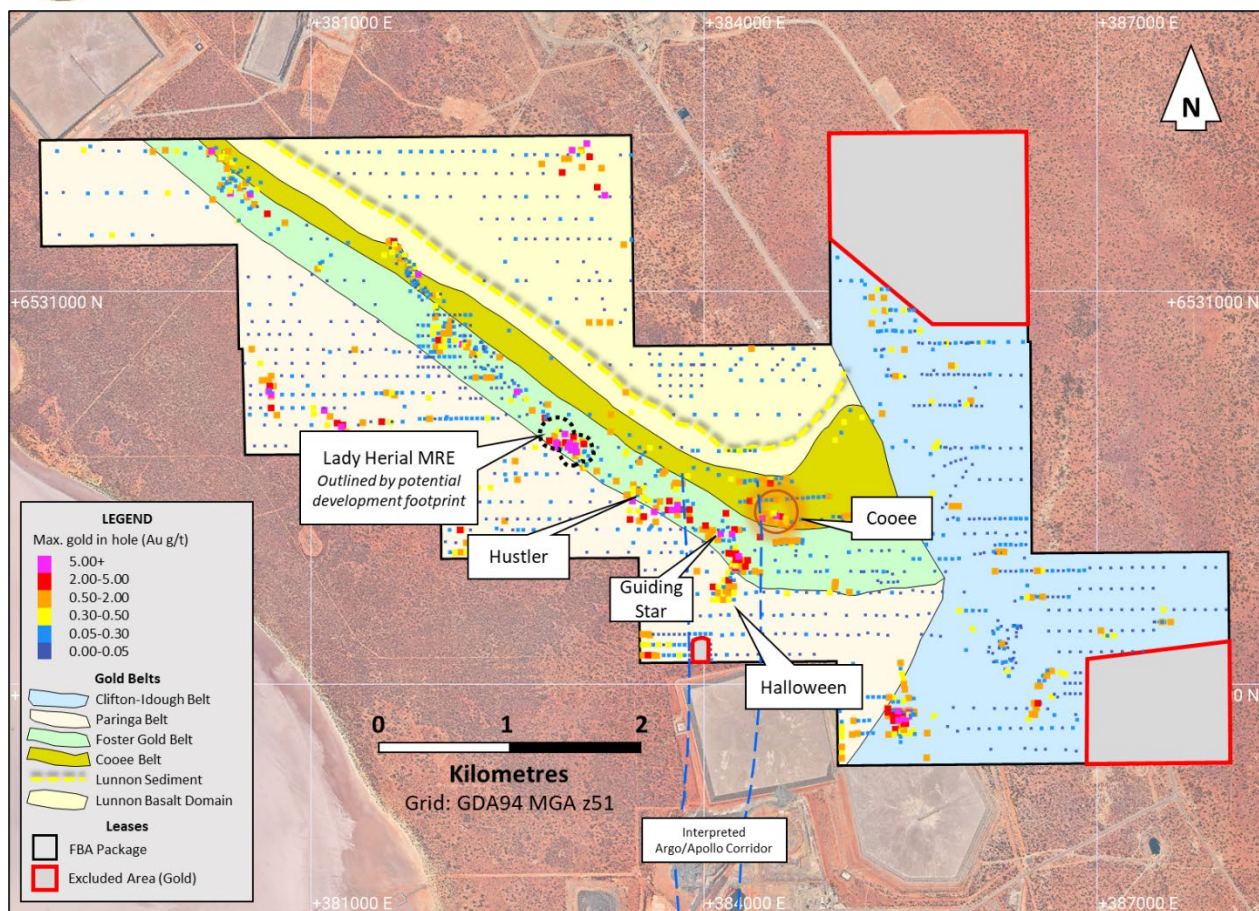 +381000 E
+384000 E
+387000 E
N
+6531000 N
+6531000 N
Lady Herial MRE
Outlined by potential
development footprint
Hustler
Guiding
Star
Cooee
Halloween
LEGEND
Max. gold in hole (Au g/t)
5.00+
2.00-5.00
0.50-2.00
0.30-0.50
0.05-0.30
0.00-0.05
Gold Belts
Clifton-Idough Belt
Paringa Belt
Foster Gold Belt
Cooee Belt
Lunnon Sediment
Lunnon Basalt Domain
Leases
FBA Package
Excluded Area (Gold)
0 1 2
Kilometres
Grid: GDA94 MGA z51
Interpreted
Argo/Apollo Corridor
0 N
+381000 E
+384000 E
+387000 E